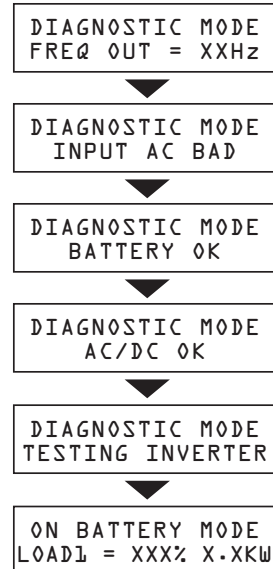 DIAGNOSTIC MODE
FREQ OUT = XXHz
DIAGNOSTIC MODE
INPUT AC BAD
DIAGNOSTIC MODE
BATTERY OK
DIAGNOSTIC MODE
AC/DC OK
DIAGNOSTIC MODE
TESTING INVERTER
ON BATTERY MODE
LOAD1 = XXX% X.XKW